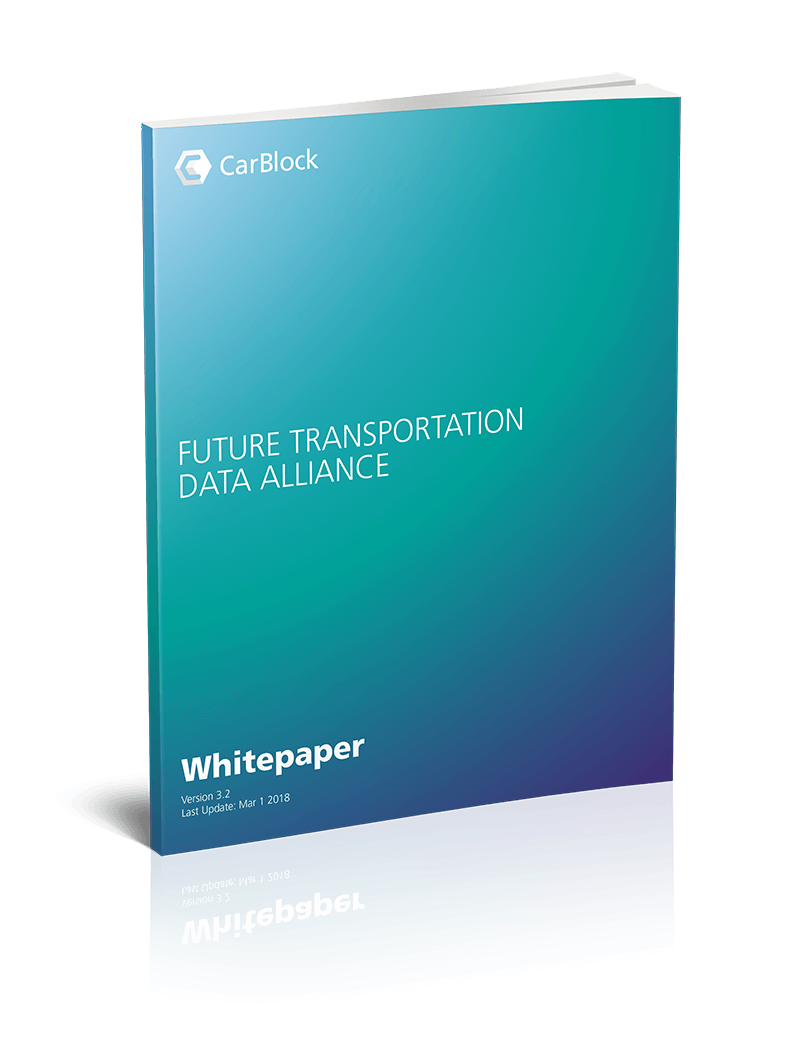 CarBlock
FUTURE TRANSPORTATION
DATA ALLIANCE
Whitepaper
Version 3.2
Last Update: Mar 1 2018